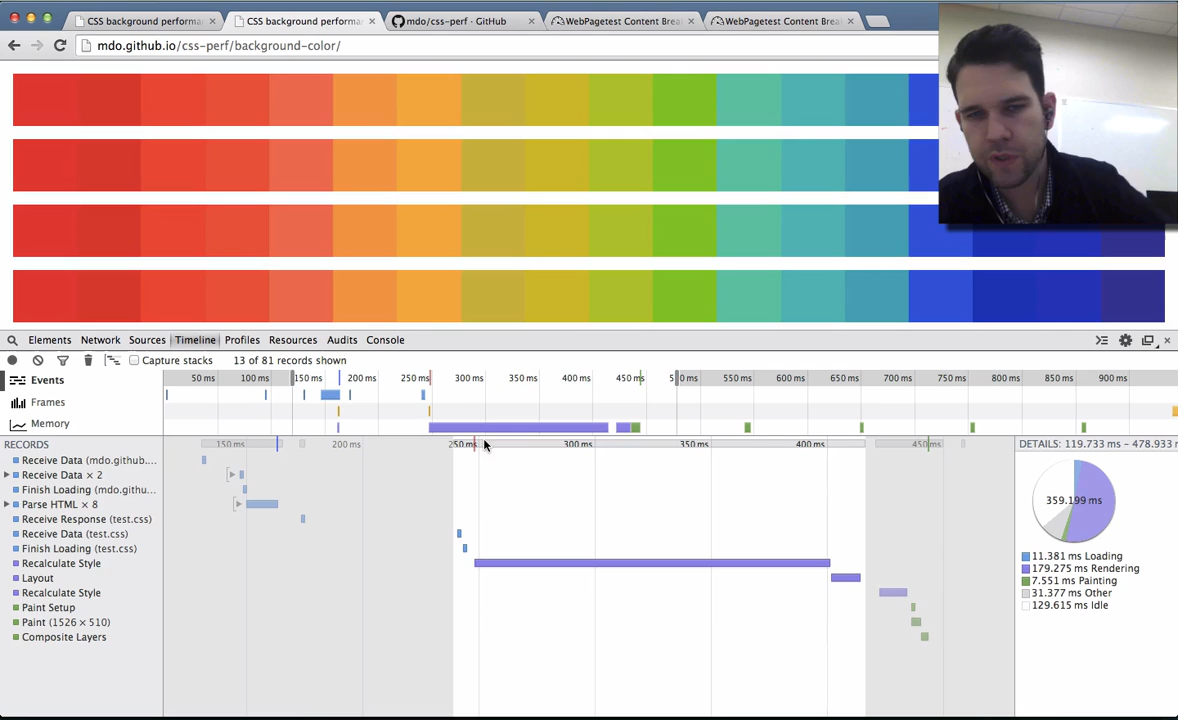 CSS background performa
CSS background performa
mdo/css-perf · GitHub
WebPagetest Content Brea
WebPagetest Content Brea
mdo.github.io/css-perf/background-color/
Elements Network Sources Timeline Profiles Resources Audits Console
Capture stacks 13 of 81 records shown
Events
50 ms 100 ms 150 ms 200 ms 250 ms 300 ms 350 ms 400 ms 450 ms 550 ms 600 ms 650 ms 700 ms 750 ms 800 ms 850 ms 900 ms
Frames
Memory
RECORDS
150 ms 200 ms 250 ms 300 ms 350 ms 400 ms 450 ms
DETAILS: 119.733 ms – 478.933
Receive Data (mdo.github....
Receive Data × 2
Finish Loading (mdo.githu...
Parse HTML × 8
Receive Response (test.css)
Receive Data (test.css)
Finish Loading (test.css)
Recalculate Style
Layout
Recalculate Style
Paint Setup
Paint (1526 × 510)
Composite Layers
359.199 ms
11.381 ms Loading
179.275 ms Rendering
7.551 ms Painting
31.377 ms Other
129.615 ms Idle